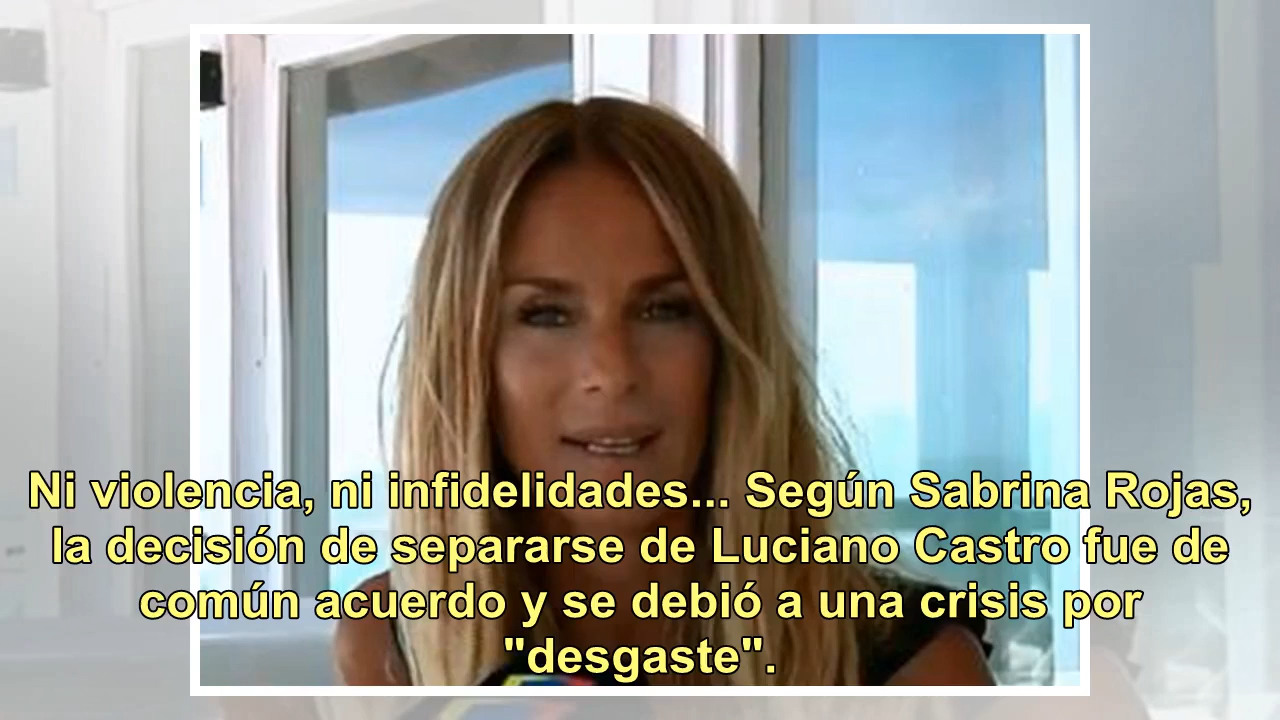 Ni violencia, ni infidelidades... Según Sabrina Rojas,
la decisión de separarse de Luciano Castro fue de
común acuerdo y se debió a una crisis por
"desgaste".